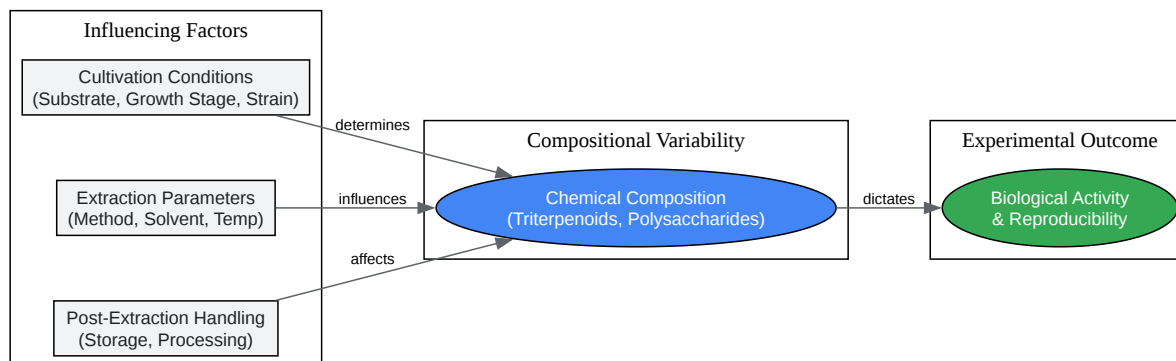 Influencing Factors
Cultivation Conditions
(Substrate, Growth Stage, Strain)
determines
Extraction Parameters
(Method, Solvent, Temp)
influences
Post-Extraction Handling
(Storage, Processing)
affects
Compositional Variability
Chemical Composition
(Triterpenoids, Polysaccharides)
dictates
Experimental Outcome
Biological Activity
& Reproducibility